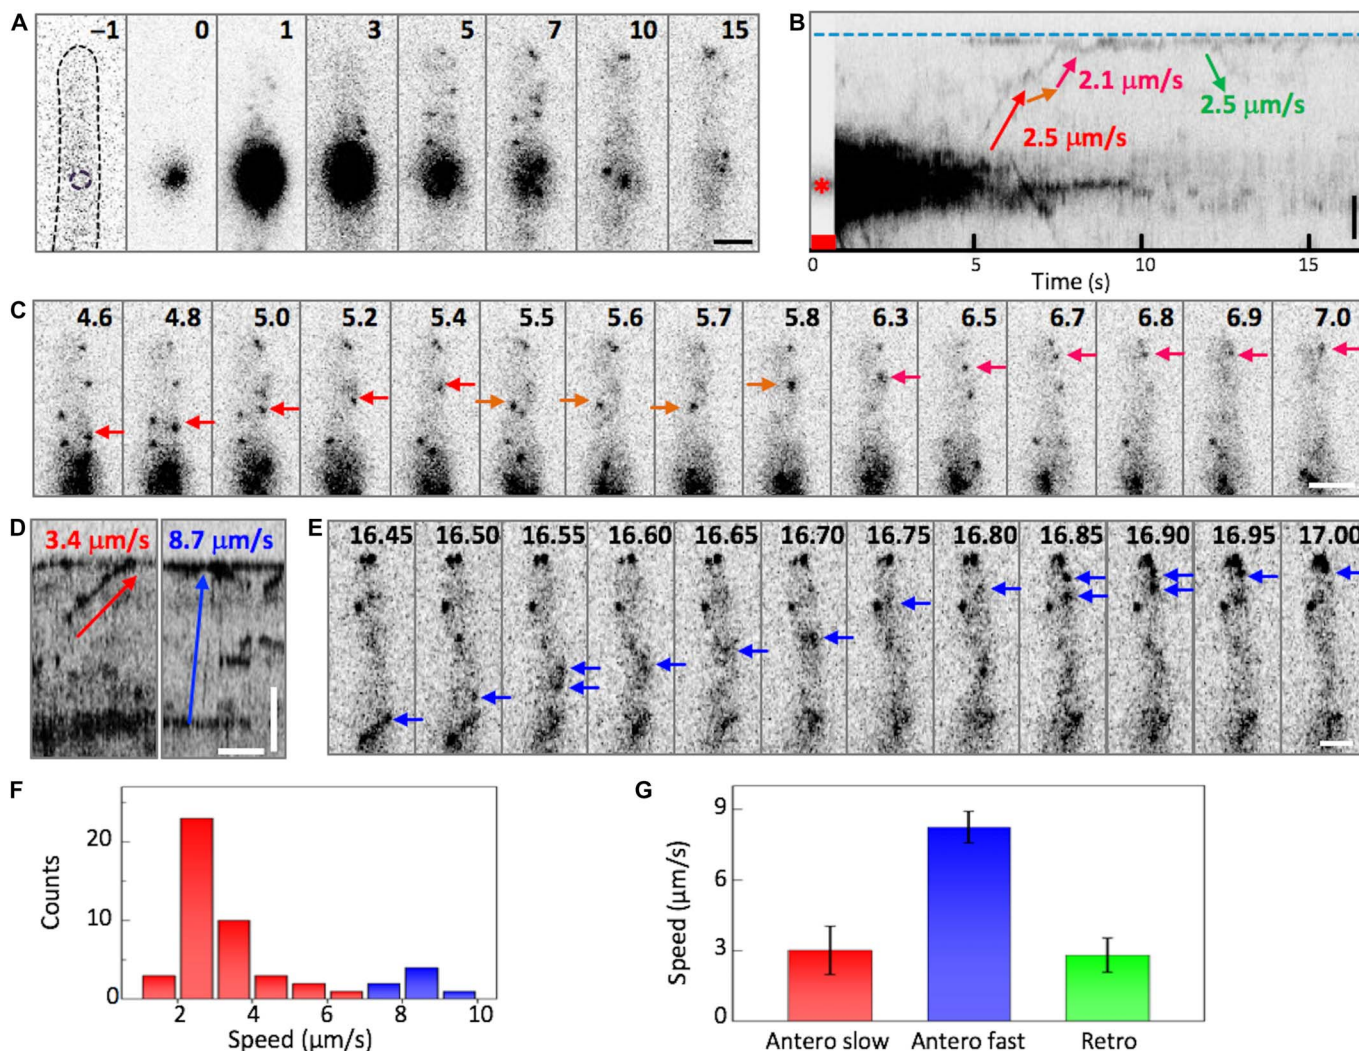 A
−1 0 1 3 5 7 10 15
B
2.1 μm/s
2.5 μm/s
2.5 μm/s
*
0 5 10 15
Time (s)
C
4.6 4.8 5.0 5.2 5.4 5.5 5.6 5.7 5.8 6.3 6.5 6.7 6.8 6.9 7.0
D
3.4 μm/s 8.7 μm/s
E
16.45 16.50 16.55 16.60 16.65 16.70 16.75 16.80 16.85 16.90 16.95 17.00
F
20
10
0
Counts
2 4 6 8 10
Speed (μm/s)
G
9
6
3
0
Speed (μm/s)
Antero slow Antero fast Retro